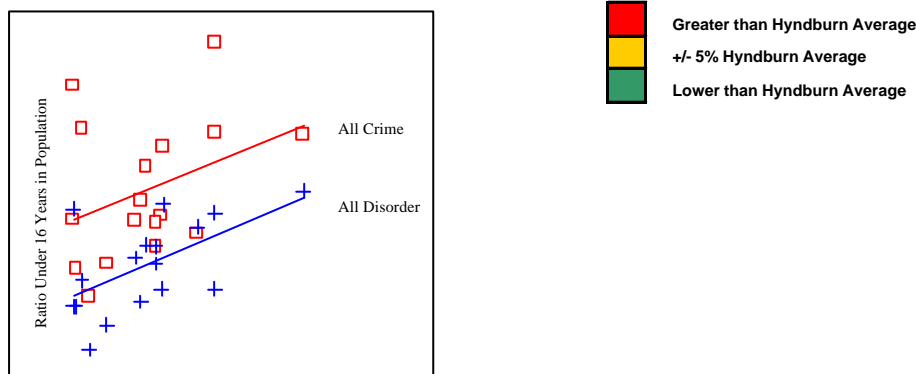 Ratio Under 16 Years in Population
All Crime
All Disorder
Greater than Hyndburn Average
+/- 5% Hyndburn Average
Lower than Hyndburn Average